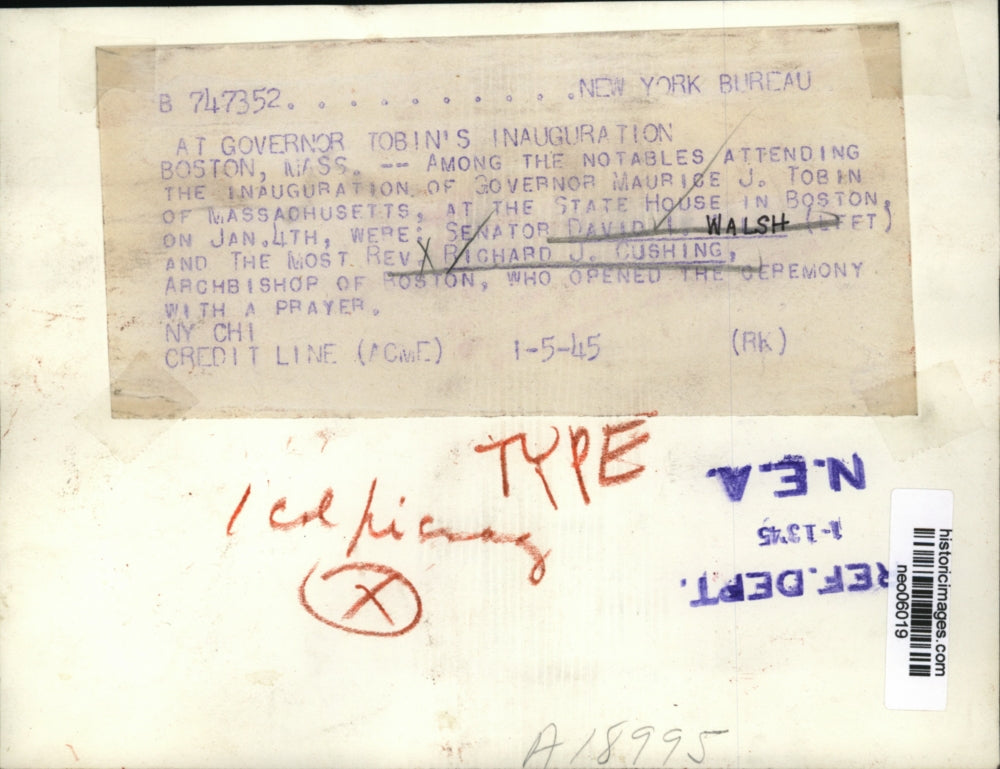 B 747352. . . . . . . . . . .NEW YORK BUREAU
AT GOVERNOR TOBIN'S INAUGURATION
BOSTON, MASS. -- AMONG THE NOTABLES ATTENDING
THE INAUGURATION OF GOVERNOR MAURICE J. TOBIN
OF MASSACHUSETTS, AT THE STATE HOUSE IN BOSTON,
ON JAN.4TH, WERE: SENATOR DAVID I. WALSH (LEFT)
AND THE MOST REV. X RICHARD J. CUSHING,
ARCHBISHOP OF BOSTON, WHO OPENED THE CEREMONY
WITH A PRAYER.
NY CHI
CREDIT LINE (ACME) 1-5-45 (RK)
TYPE
1 col
X
N.E.A.
1-13'45
REF.DEPT.
historicimages.com
neo06019
A18995